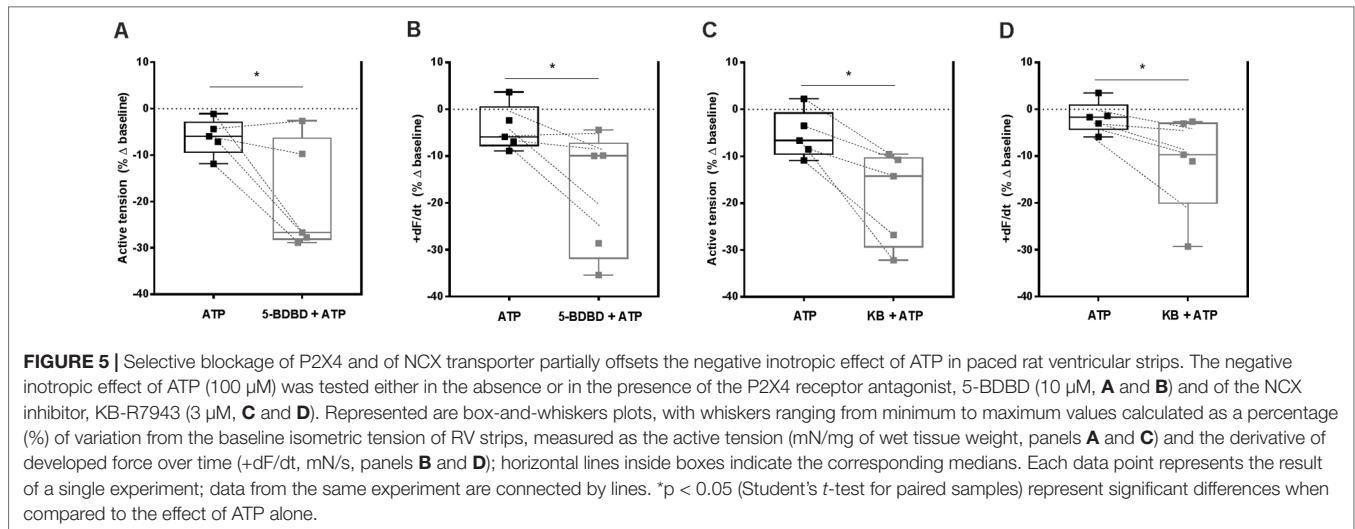 A
B
C
D
10
0
-10
-20
-30
-40
Active tension (% Δ baseline)
*
ATP
5-BDBD + ATP
10
0
-10
-20
-30
-40
+dF/dt (% Δ baseline)
*
ATP
5-BDBD + ATP
10
0
-10
-20
-30
-40
Active tension (% Δ baseline)
*
ATP
KB + ATP
10
0
-10
-20
-30
-40
+dF/dt (% Δ baseline)
*
ATP
KB + ATP
FIGURE 5 | Selective blockage of P2X4 and of NCX transporter partially offsets the negative inotropic effect of ATP in paced rat ventricular strips. The negative
inotropic effect of ATP (100 µM) was tested either in the absence or in the presence of the P2X4 receptor antagonist, 5-BDBD (10 µM, A and B) and of the NCX
inhibitor, KB-R7943 (3 µM, C and D). Represented are box-and-whiskers plots, with whiskers ranging from minimum to maximum values calculated as a percentage
(%) of variation from the baseline isometric tension of RV strips, measured as the active tension (mN/mg of wet tissue weight, panels A and C) and the derivative of
developed force over time (+dF/dt, mN/s, panels B and D); horizontal lines inside boxes indicate the corresponding medians. Each data point represents the result
of a single experiment; data from the same experiment are connected by lines. *p < 0.05 (Student's t-test for paired samples) represent significant differences when
compared to the effect of ATP alone.